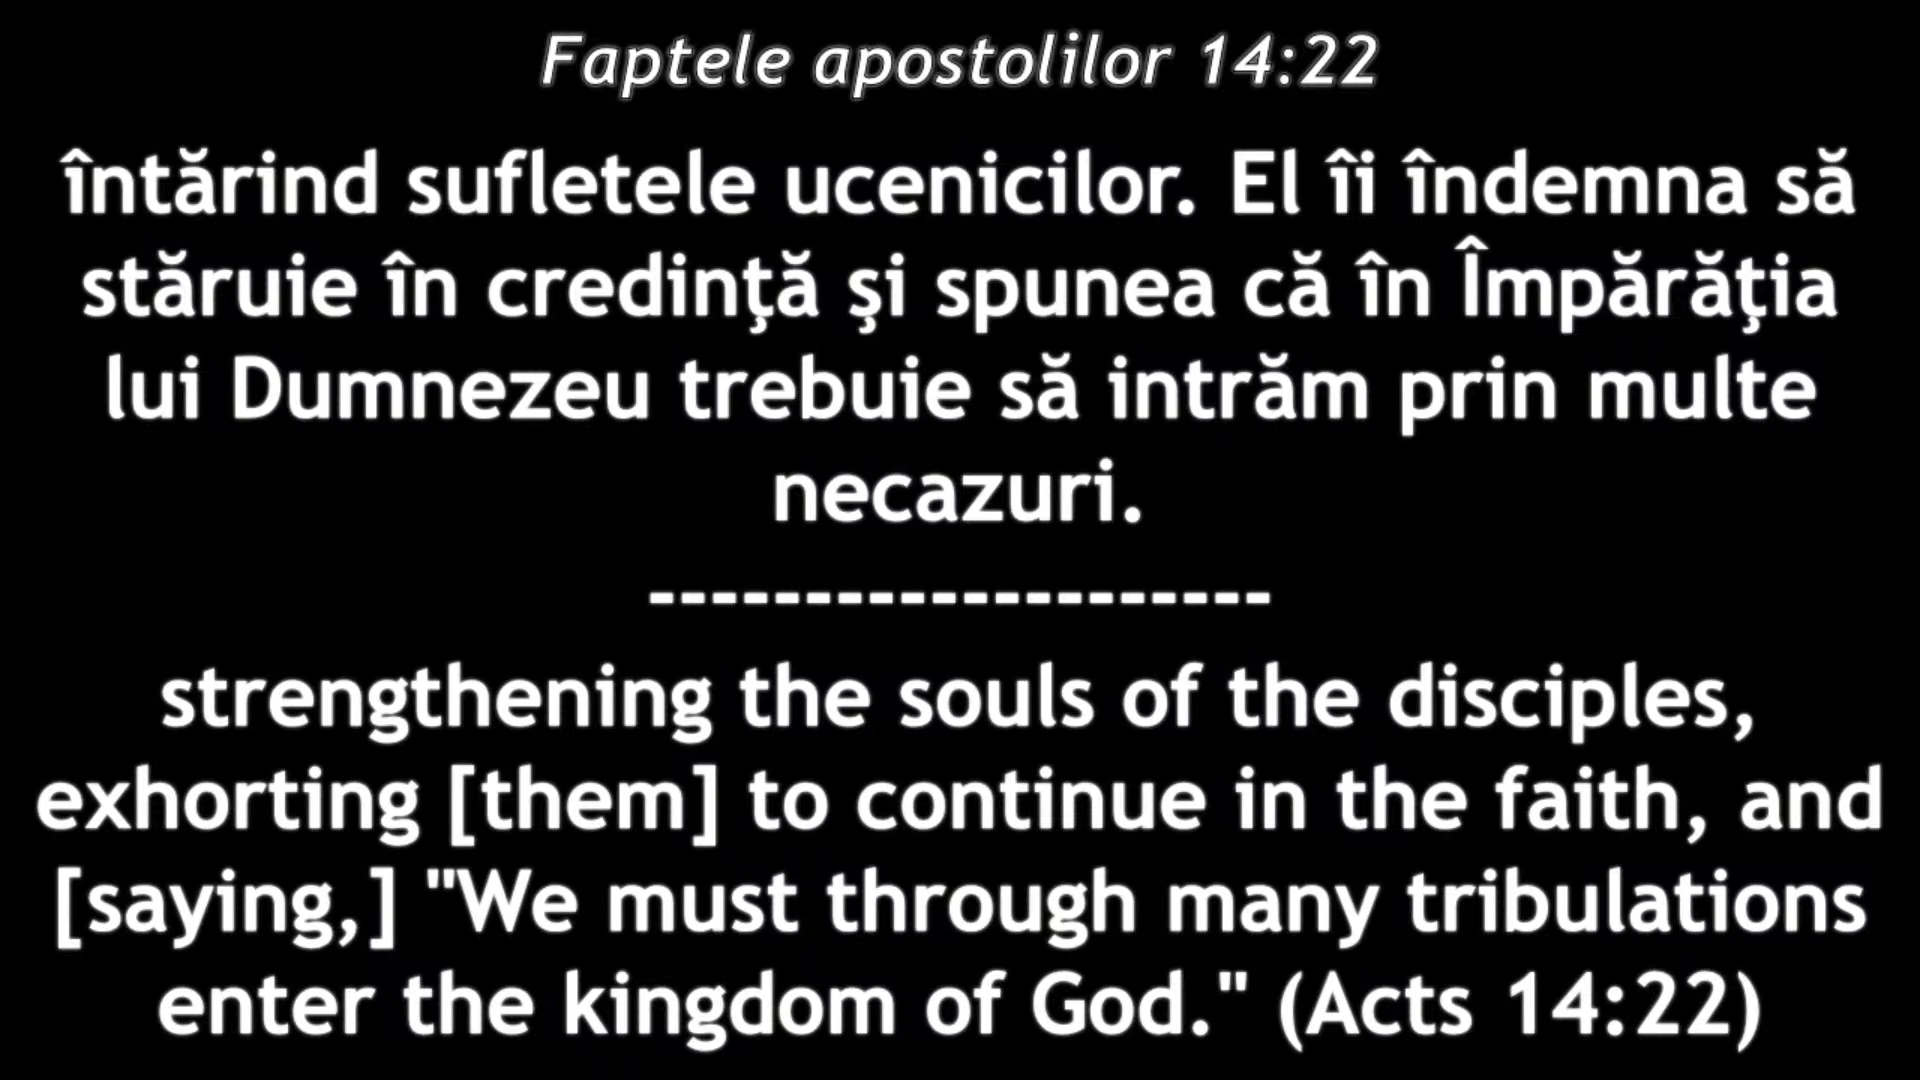 Faptele apostolilor 14:22
întărind sufletele ucenicilor. El îi îndemna să
stăruie în credinţă şi spunea că în Împărăţia
lui Dumnezeu trebuie să intrăm prin multe
necazuri.
--------------------
strengthening the souls of the disciples,
exhorting [them] to continue in the faith, and
[saying,] "We must through many tribulations
enter the kingdom of God." (Acts 14:22)